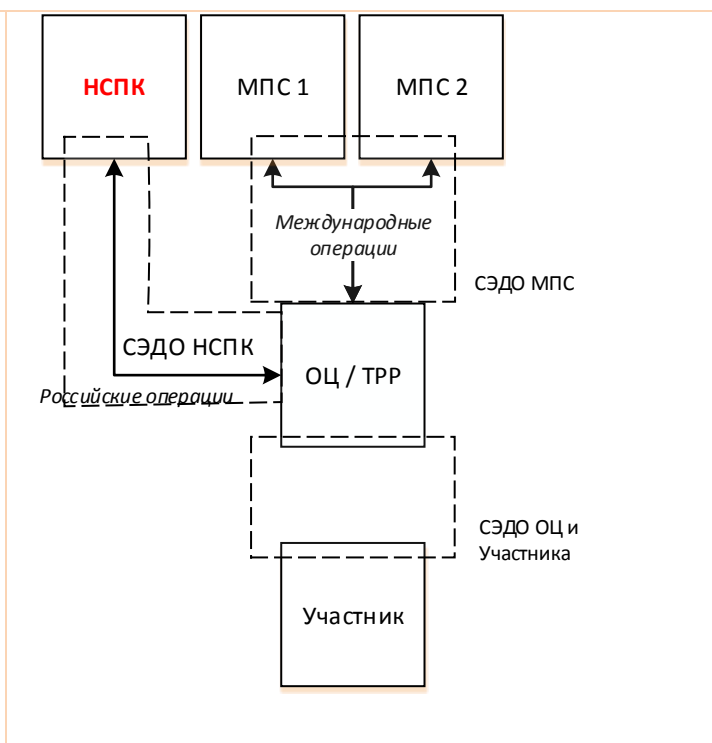 НСПК
МПС 1
МПС 2
Международные
операции
СЭДО МПС
СЭДО НСПК
ОЦ / ТРР
Российские операции
СЭДО ОЦ и
Участника
Участник